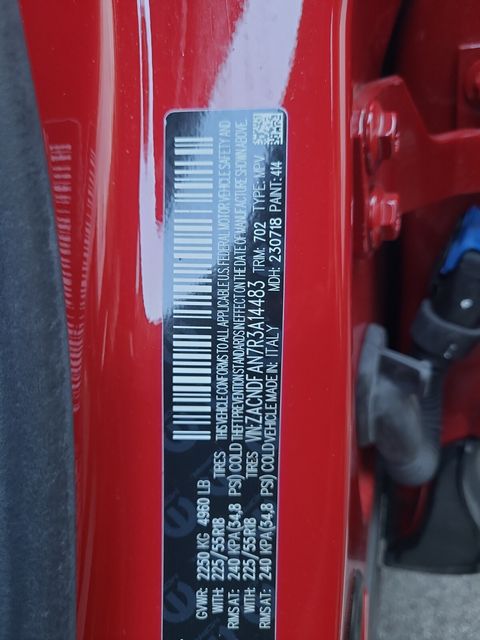 GVWR: 2250 KG 4960 LB
WITH: 225/55R18 TIRES
RIMS AT: 240 KPA(34,8 PSI) COLD
WITH: 225/55R18 TIRES
RIMS AT: 240 KPA(34,8 PSI) COLD
THIS VEHICLE CONFORMS TO ALL APPLICABLE U.S. FEDERAL MOTOR VEHICLE SAFETY AND
THEFT PREVENTION STANDARDS IN EFFECT ON THE DATE OF MANUFACTURE SHOWN ABOVE.
VIN: ZACNDFAN7R3A14483 TRIM: 702 TYPE: MPV
VEHICLE MADE IN ITALY MDH: 230718 PAINT: 414